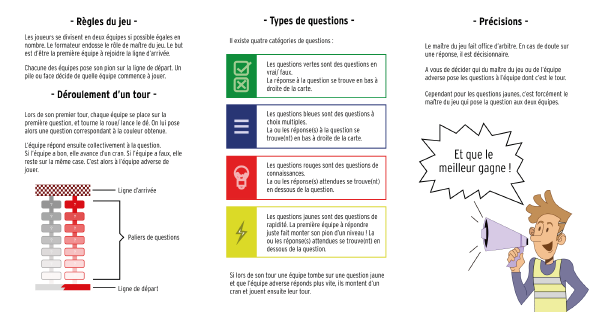 - Règles du jeu -
Les joueurs se divisent en deux équipes si possible égales en
nombre. Le formateur endosse le rôle de maître du jeu. Le but
est d'être la première équipe à rejoindre la ligne d'arrivée.
Chacune des équipes pose son pion sur la ligne de départ. Un
pile ou face décide de quelle équipe commence à jouer.
- Déroulement d'un tour -
Lors de son premier tour, chaque équipe se place sur la
première question, et tourne la roue/ lance le dé. On lui pose
alors une question correspondant à la couleur obtenue.
L'équipe répond ensuite collectivement à la question.
Si l'équipe a bon, elle avance d'un cran. Si l'équipe a faux, elle
reste sur la même case. C'est alors à l'équipe adverse de
jouer.
Ligne d'arrivée
Paliers de questions
Ligne de départ
- Types de questions -
Il existe quatre catégories de questions :
Les questions vertes sont des questions en
vrai/ faux.
La réponse à la question se trouve en bas à
droite de la carte.
Les questions bleues sont des questions à
choix multiples.
La ou les réponse(s) à la question se
trouve(nt) en bas à droite de la carte.
Les questions rouges sont des questions de
connaissances.
La ou les réponse(s) attendues se trouve(nt)
en dessous de la question.
Les questions jaunes sont des questions de
rapidité. La première équipe à répondre
juste fait monter son pion d'un niveau ! La
ou les réponse(s) attendues se trouve(nt) en
dessous de la question.
Si lors de son tour une équipe tombe sur une question jaune
et que l'équipe adverse réponds plus vite, ils montent d'un
cran et jouent ensuite leur tour.
- Précisions -
Le maître du jeu fait office d'arbitre. En cas de doute sur
une réponse, il est décisionnaire.
A vous de décider qui du maître du jeu ou de l'équipe
adverse pose les questions à l'équipe dont c'est le tour.
Cependant pour les questions jaunes, c'est forcément le
maître du jeu qui pose la question aux deux équipes.
Et que le
meilleur gagne !